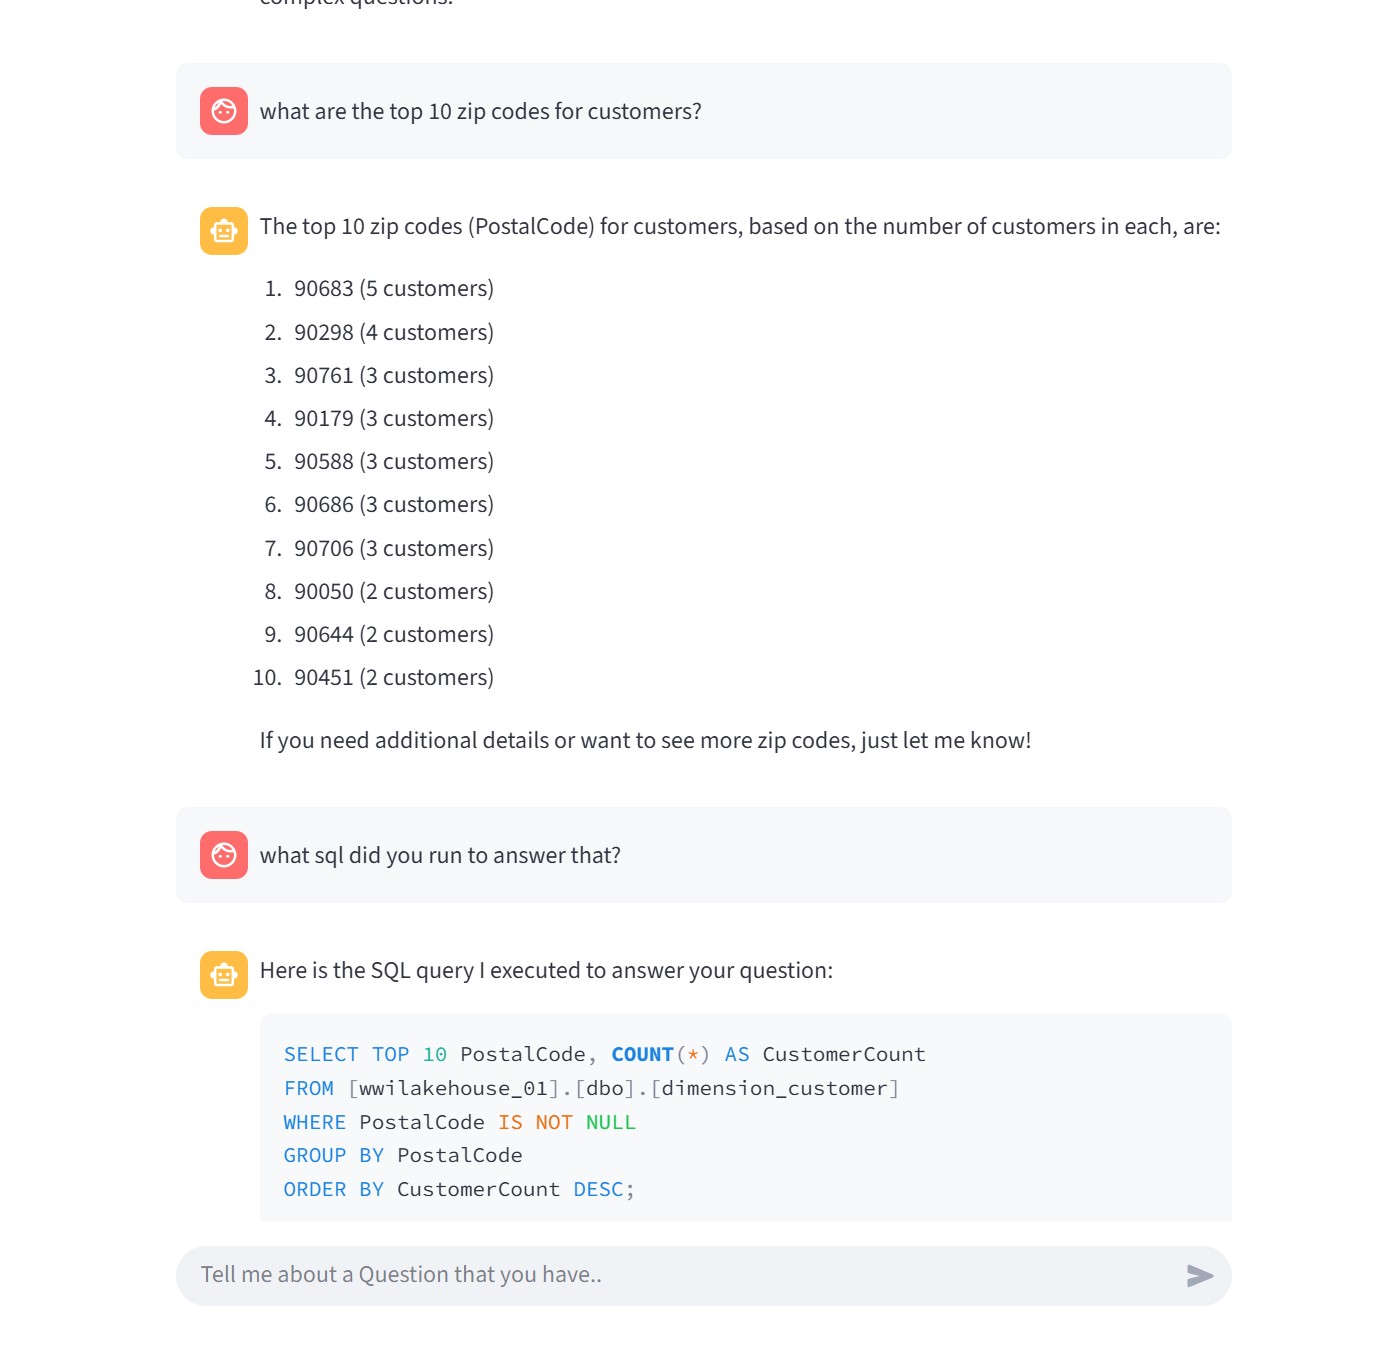 complex questions.
what are the top 10 zip codes for customers?
The top 10 zip codes (PostalCode) for customers, based on the number of customers in each, are:
1. 90683 (5 customers)
2. 90298 (4 customers)
3. 90761 (3 customers)
4. 90179 (3 customers)
5. 90588 (3 customers)
6. 90686 (3 customers)
7. 90706 (3 customers)
8. 90050 (2 customers)
9. 90644 (2 customers)
10. 90451 (2 customers)
If you need additional details or want to see more zip codes, just let me know!
what sql did you run to answer that?
Here is the SQL query I executed to answer your question:
SELECT TOP 10 PostalCode, COUNT(*) AS CustomerCount
FROM [wwilakehouse_01].[dbo].[dimension_customer]
WHERE PostalCode IS NOT NULL
GROUP BY PostalCode
ORDER BY CustomerCount DESC;
Tell me about a Question that you have..